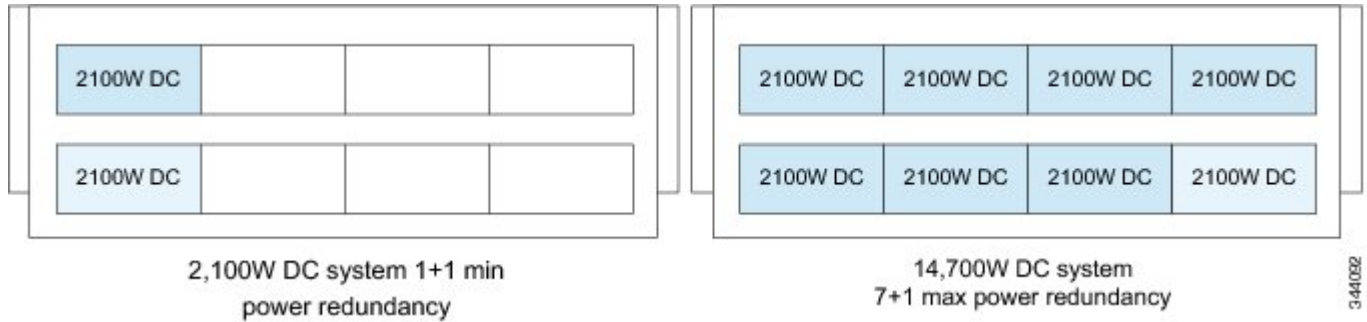 2100W DC
2100W DC
2,100W DC system 1+1 min
power redundancy
2100W DC 2100W DC 2100W DC 2100W DC
2100W DC 2100W DC 2100W DC 2100W DC
14,700W DC system
7+1 max power redundancy
344092